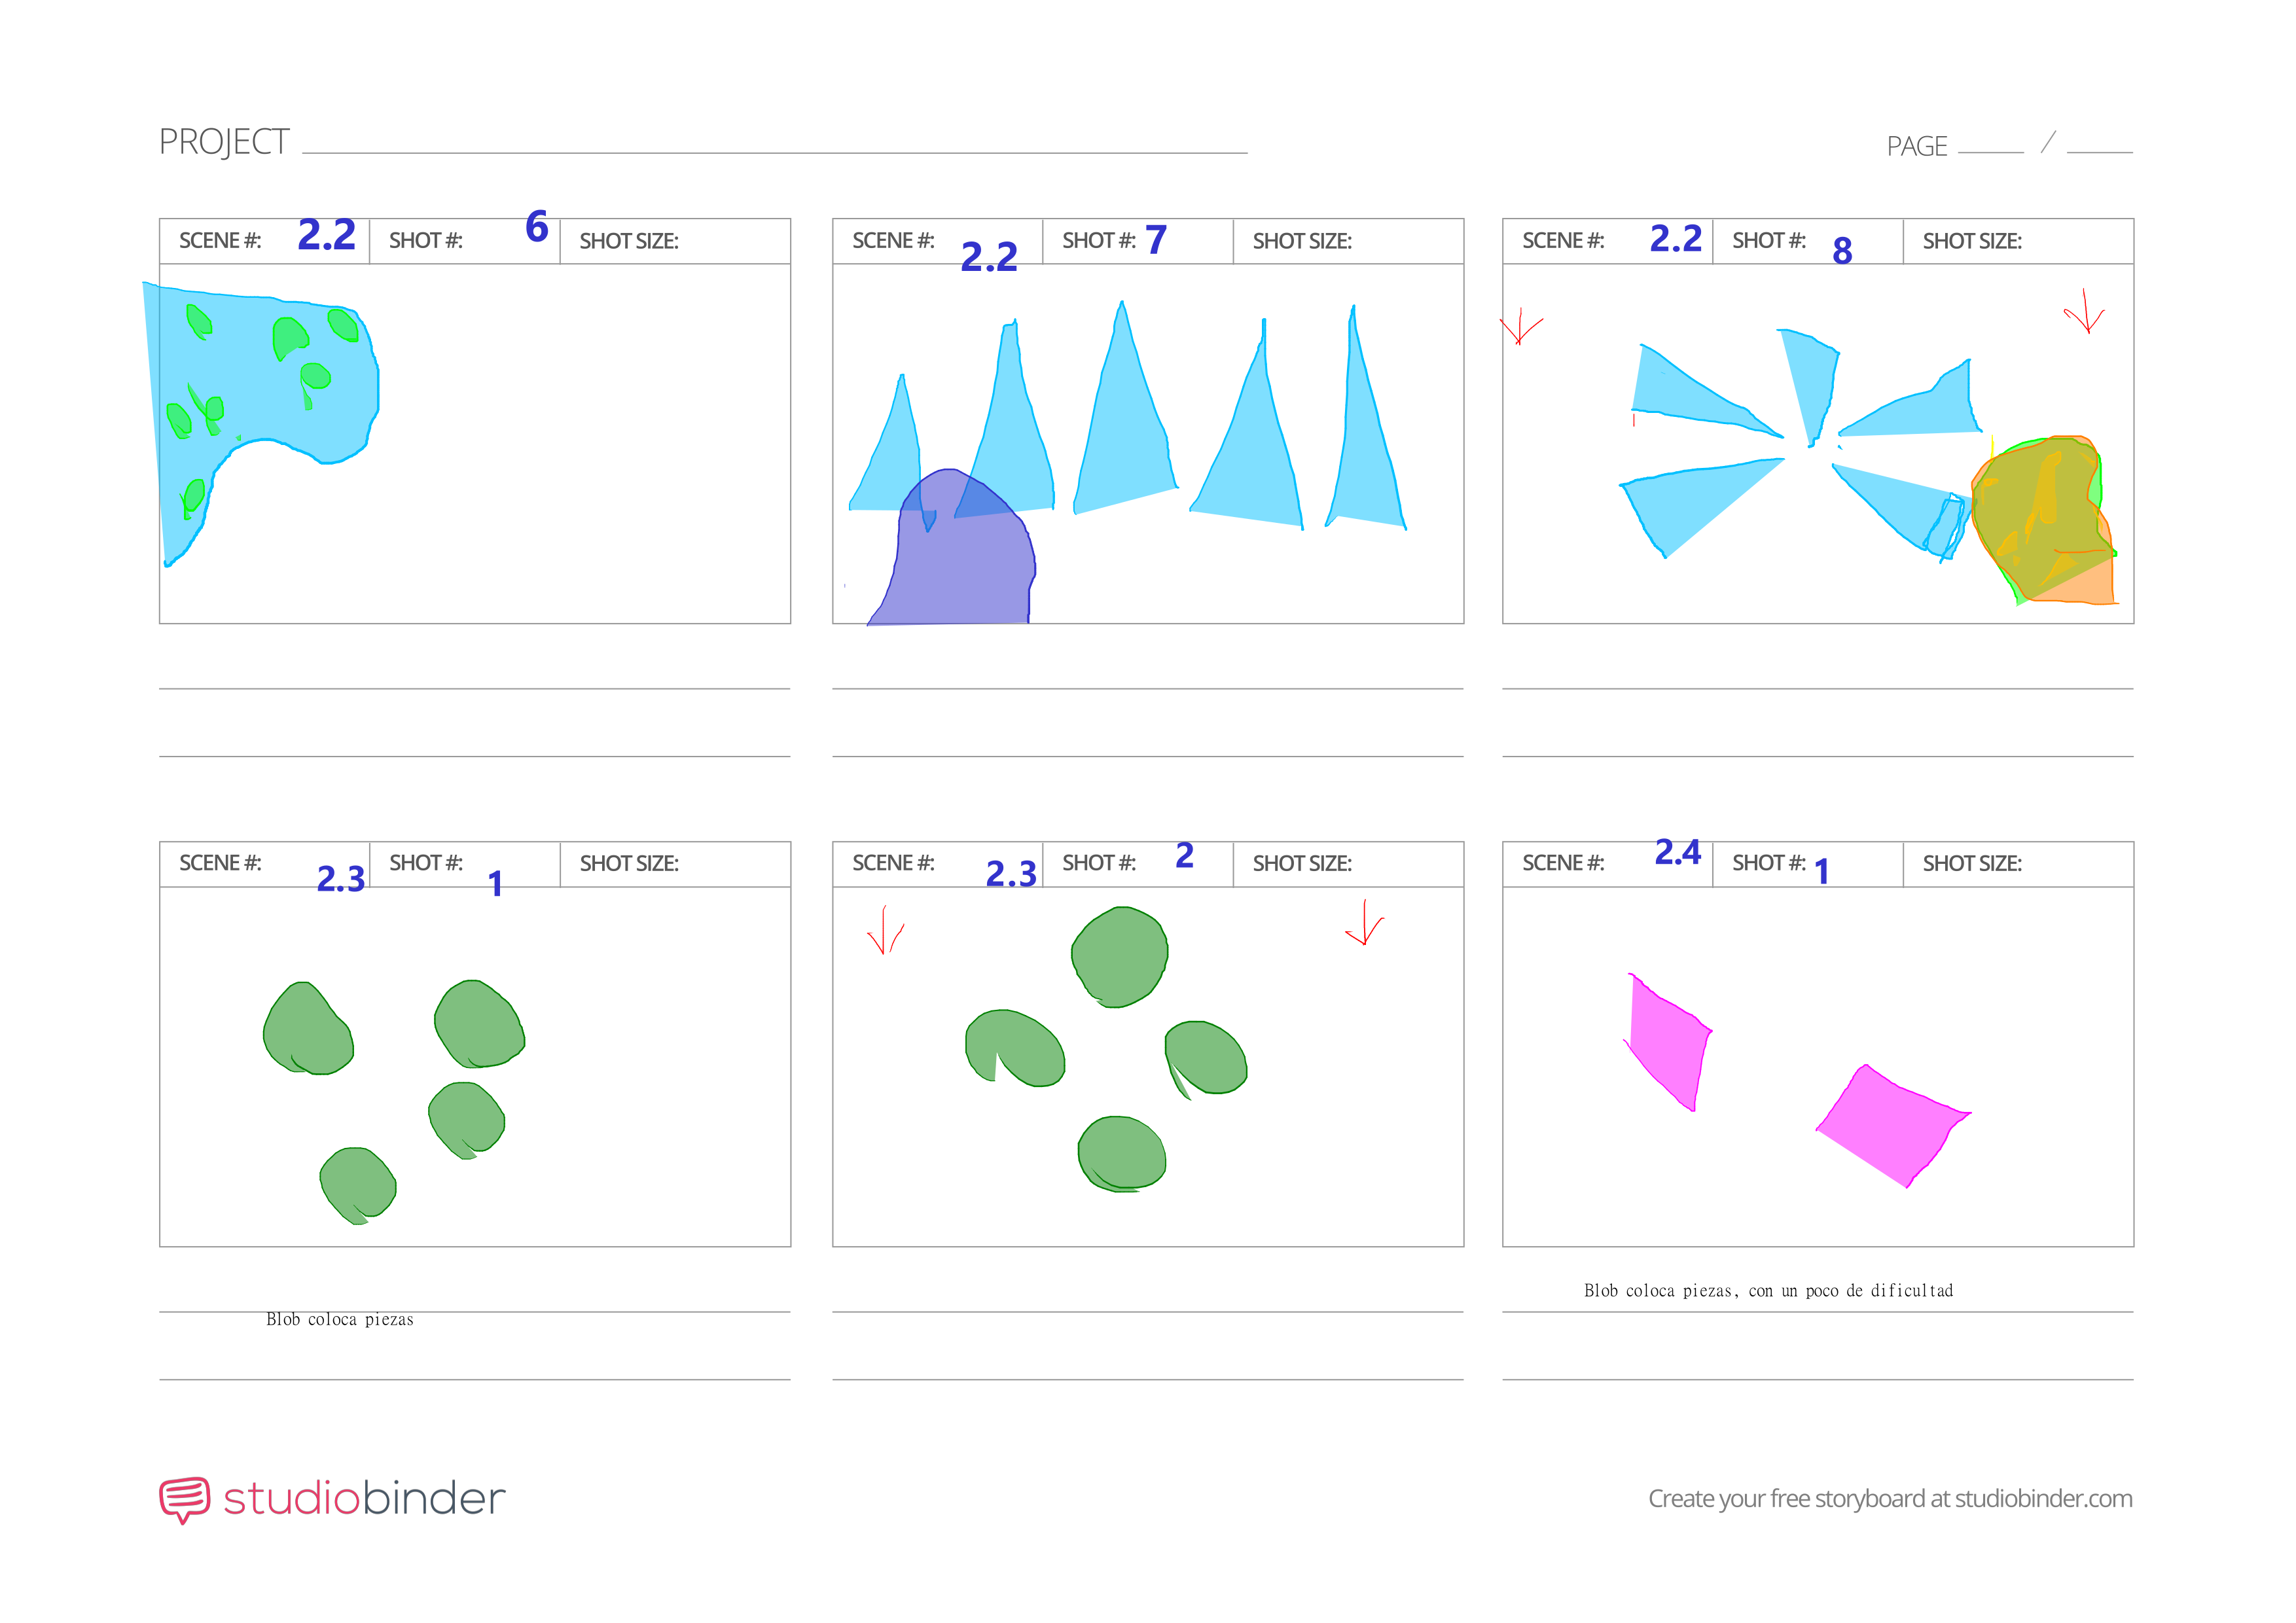 PROJECT PAGE /
SCENE #: 2.2 SHOT #: 6 SHOT SIZE:
SCENE #: 2.2 SHOT #: 7 SHOT SIZE:
SCENE #: 2.2 SHOT #: 8 SHOT SIZE:
SCENE #: 2.3 SHOT #: 1 SHOT SIZE:
Blob coloca piezas
SCENE #: 2.3 SHOT #: 2 SHOT SIZE:
SCENE #: 2.4 SHOT #: 1 SHOT SIZE:
Blob coloca piezas, con un poco de dificultad
studiobinder
Create your free storyboard at studiobinder.com